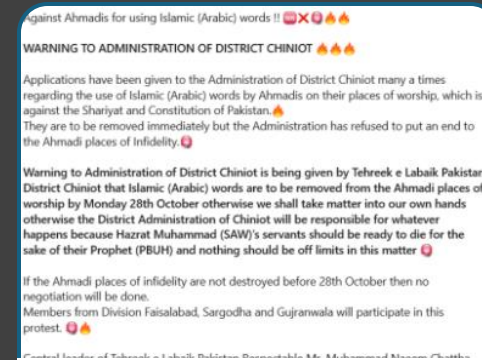 Against Ahmadis for using Islamic (Arabic) words !! 🆘❌🛑🔥🔥
WARNING TO ADMINISTRATION OF DISTRICT CHINIOT 🔥🔥🔥
Applications have been given to the Administration of District Chiniot many a times
regarding the use of Islamic (Arabic) words by Ahmadis on their places of worship, which is
against the Shariyat and Constitution of Pakistan.🔥
They are to be removed immediately but the Administration has refused to put an end to
the Ahmadi places of Infidelity.
Warning to Administration of District Chiniot is being given by Tehreek e Labaik Pakistan
District Chiniot that Islamic (Arabic) words are to be removed from the Ahmadi places of
worship by Monday 28th October otherwise we shall take matter into our own hands
otherwise the District Administration of Chiniot will be responsible for whatever
happens because Hazrat Muhammad (SAW)'s servants should be ready to die for the
sake of their Prophet (PBUH) and nothing should be off limits in this matter
If the Ahmadi places of infidelity are not destroyed before 28th October then no
negotiation will be done.
Members from Division Faisalabad, Sargodha and Gujranwala will participate in this
protest. 🔥
Central leader of Tehreek e Labaik Pakistan Respectable Mr. Muhammad Naeem Chattha